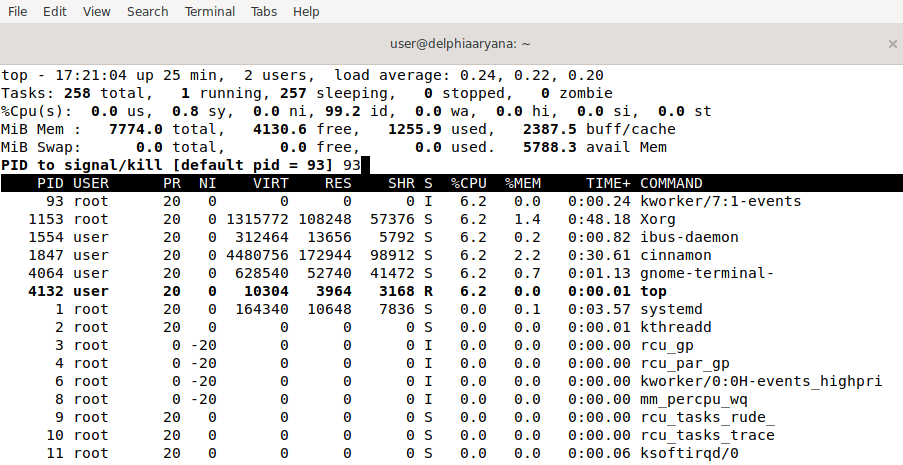 File Edit View Search Terminal Tabs Help
user@delphiaaryana: ~ ×
top - 17:21:04 up 25 min,  2 users,  load average: 0.24, 0.22, 0.20
Tasks: 258 total,   1 running, 257 sleeping,   0 stopped,   0 zombie
%Cpu(s):  0.0 us,  0.8 sy,  0.0 ni, 99.2 id,  0.0 wa,  0.0 hi,  0.0 si,  0.0 st
MiB Mem :   7774.0 total,   4130.6 free,   1255.9 used,   2387.5 buff/cache
MiB Swap:      0.0 total,      0.0 free,      0.0 used.   5788.3 avail Mem
PID to signal/kill [default pid = 93] 93
    PID USER      PR  NI    VIRT    RES    SHR S  %CPU  %MEM     TIME+ COMMAND
     93 root      20   0       0      0      0 I   6.2   0.0   0:00.24 kworker/7:1-events
   1153 root      20   0 1315772 108248  57376 S   6.2   1.4   0:48.18 Xorg
   1554 user      20   0  312464  13656   5792 S   6.2   0.2   0:00.82 ibus-daemon
   1847 user      20   0 4480756 172944  98912 S   6.2   2.2   0:30.61 cinnamon
   4064 user      20   0  628540  52740  41472 S   6.2   0.7   0:01.13 gnome-terminal-
   4132 user      20   0   10304   3964   3168 R   6.2   0.0   0:00.01 top
      1 root      20   0  164340  10648   7836 S   0.0   0.1   0:03.57 systemd
      2 root      20   0       0      0      0 S   0.0   0.0   0:00.01 kthreadd
      3 root       0 -20       0      0      0 I   0.0   0.0   0:00.00 rcu_gp
      4 root       0 -20       0      0      0 I   0.0   0.0   0:00.00 rcu_par_gp
      6 root       0 -20       0      0      0 I   0.0   0.0   0:00.00 kworker/0:0H-events_highpri
      8 root       0 -20       0      0      0 I   0.0   0.0   0:00.00 mm_percpu_wq
      9 root      20   0       0      0      0 S   0.0   0.0   0:00.00 rcu_tasks_rude_
     10 root      20   0       0      0      0 S   0.0   0.0   0:00.00 rcu_tasks_trace
     11 root      20   0       0      0      0 S   0.0   0.0   0:00.06 ksoftirqd/0